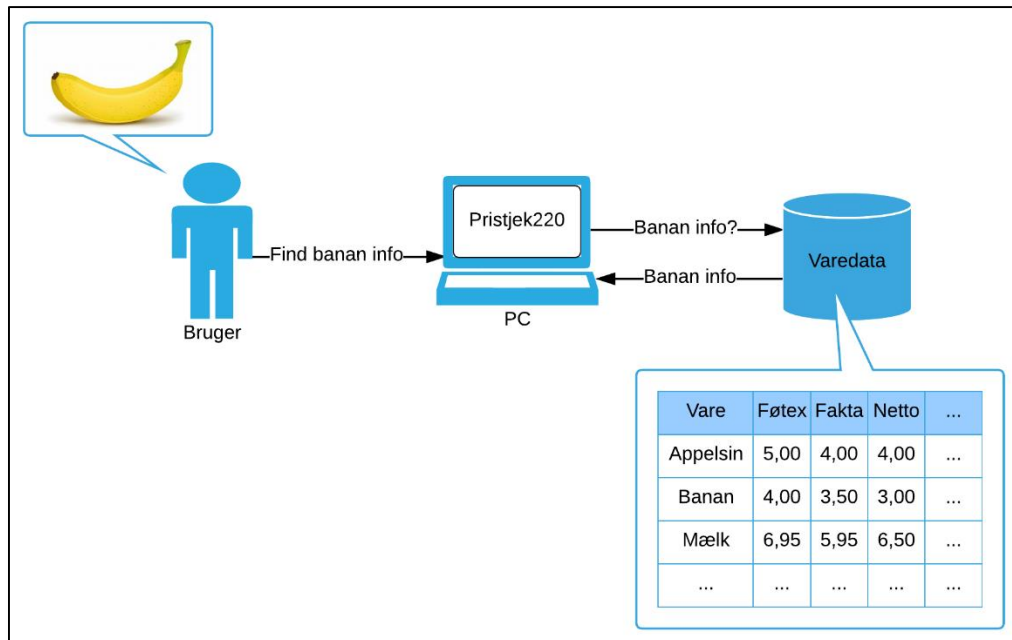 Pristjek220
Find banan info
Banan info?
Banan info
Varedata
Bruger
PC
Vare Føtex Fakta Netto ...
Appelsin 5,00 4,00 4,00 ...
Banan 4,00 3,50 3,00 ...
Mælk 6,95 5,95 6,50 ...
... ... ... ... ...